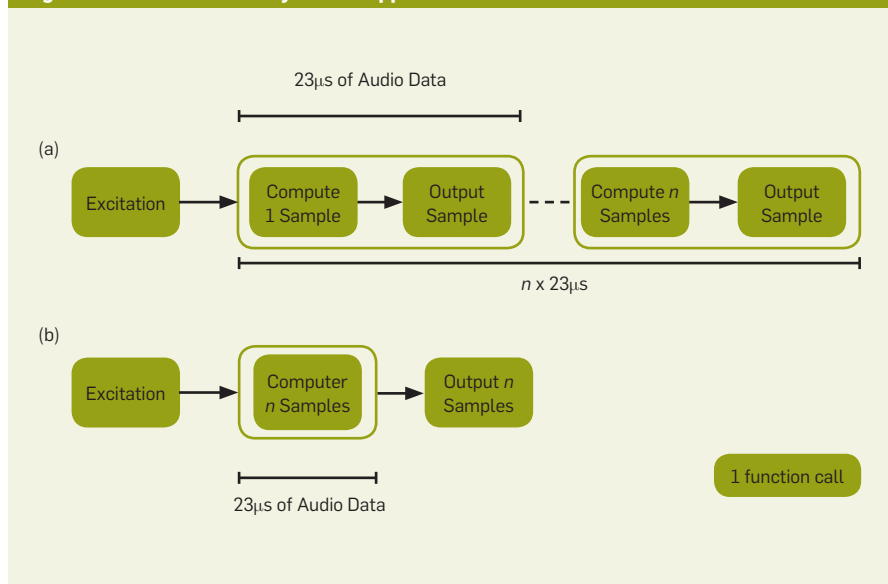 23μs of Audio Data
(a)
Excitation
Compute
1 Sample
Output
Sample
Compute n
Samples
Output
Sample
n x 23μs
(b)
Excitation
Computer
n Samples
Output n
Samples
1 function call
23μs of Audio Data